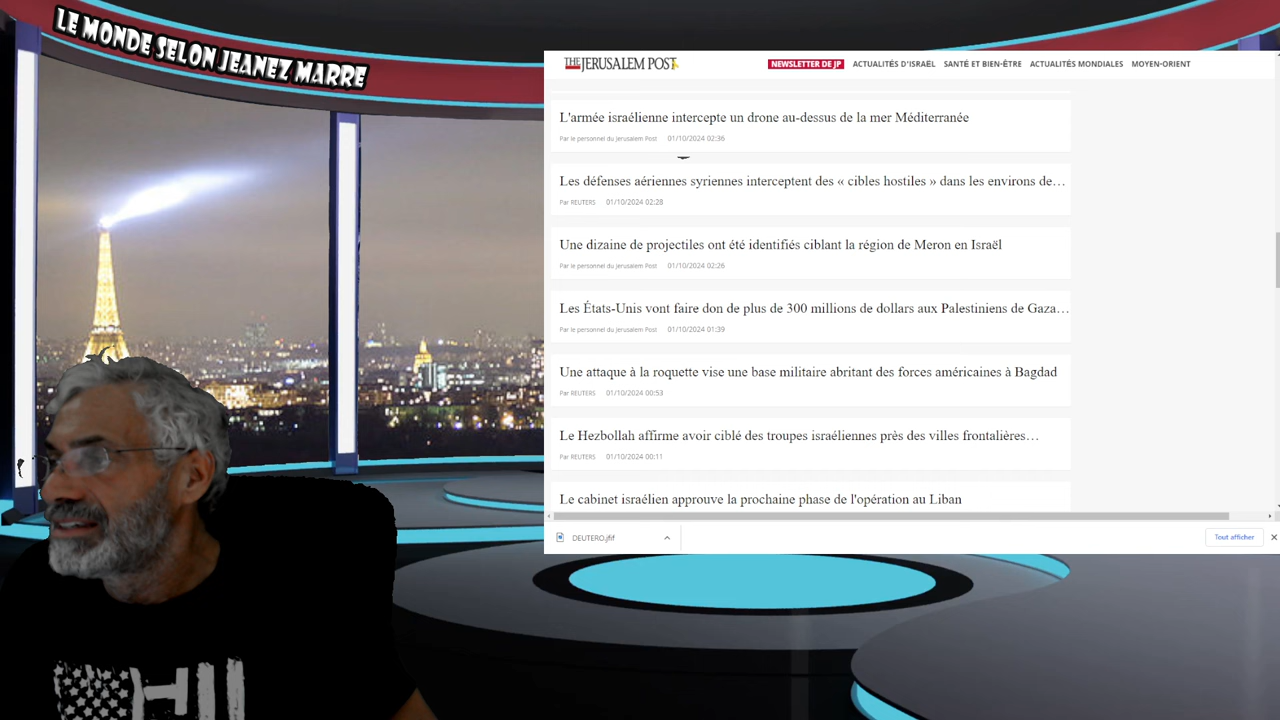 LE MONDE SELON JEANEZ MARRE
THE JERUSALEM POST
NEWSLETTER DE JP ACTUALITÉS D'ISRAËL SANTÉ ET BIEN-ÊTRE ACTUALITÉS MONDIALES MOYEN-ORIENT
L'armée israélienne intercepte un drone au-dessus de la mer Méditerranée
Par le personnel du Jerusalem Post 01/10/2024 02:36
Les défenses aériennes syriennes interceptent des « cibles hostiles » dans les environs de…
Par REUTERS 01/10/2024 02:28
Une dizaine de projectiles ont été identifiés ciblant la région de Meron en Israël
Par le personnel du Jerusalem Post 01/10/2024 02:26
Les États-Unis vont faire don de plus de 300 millions de dollars aux Palestiniens de Gaza…
Par le personnel du Jerusalem Post 01/10/2024 01:39
Une attaque à la roquette vise une base militaire abritant des forces américaines à Bagdad
Par REUTERS 01/10/2024 00:53
Le Hezbollah affirme avoir ciblé des troupes israéliennes près des villes frontalières…
Par REUTERS 01/10/2024 00:11
Le cabinet israélien approuve la prochaine phase de l'opération au Liban
DEUTERO.jfif
Tout afficher